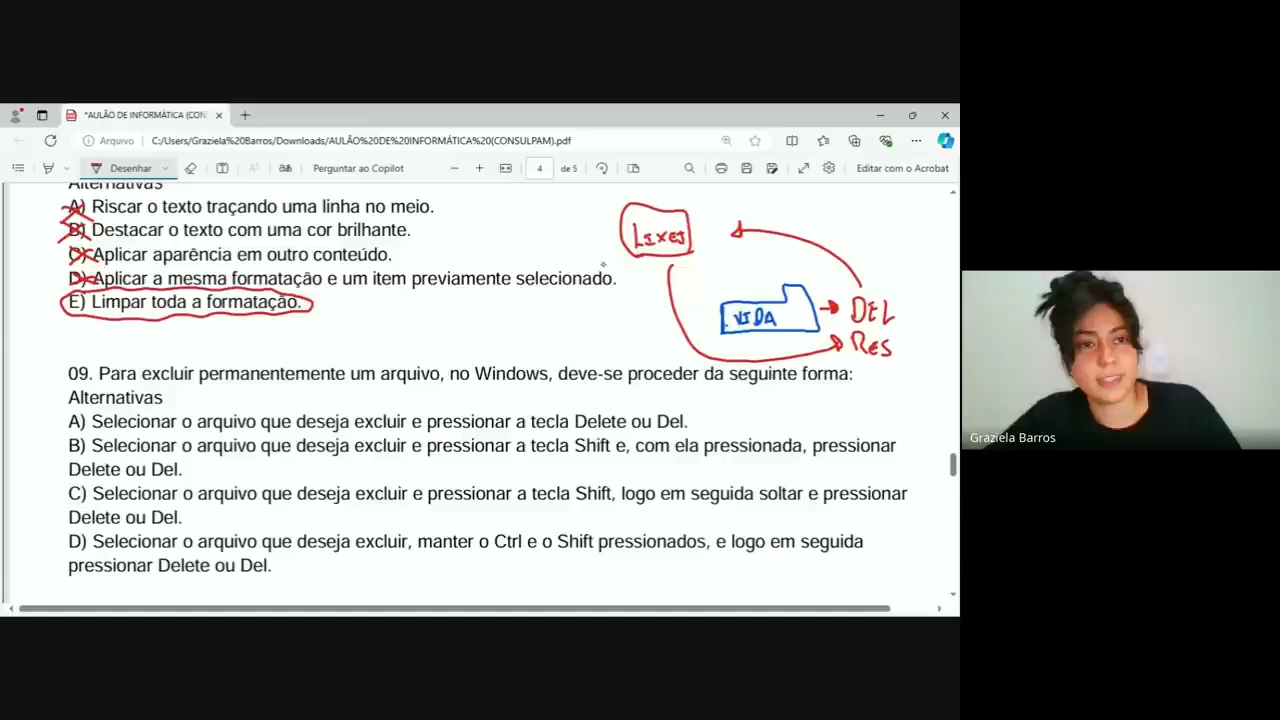 *AULÃO DE INFORMÁTICA (CON
Arquivo C:/Users/Graziela%20Barros/Downloads/AULÃO%20DE%20INFORMÁTICA%20(CONSULPAM).pdf
Desenhar Perguntar ao Copilot 4 de 5 Editar com o Acrobat
Alternativas
A) Riscar o texto traçando uma linha no meio.
B) Destacar o texto com uma cor brilhante.
C) Aplicar aparência em outro conteúdo.
D) Aplicar a mesma formatação e um item previamente selecionado.
E) Limpar toda a formatação.
LIXEI
VIDA
DEL
RES
09. Para excluir permanentemente um arquivo, no Windows, deve-se proceder da seguinte forma:
Alternativas
A) Selecionar o arquivo que deseja excluir e pressionar a tecla Delete ou Del.
B) Selecionar o arquivo que deseja excluir e pressionar a tecla Shift e, com ela pressionada, pressionar
Delete ou Del.
C) Selecionar o arquivo que deseja excluir e pressionar a tecla Shift, logo em seguida soltar e pressionar
Delete ou Del.
D) Selecionar o arquivo que deseja excluir, manter o Ctrl e o Shift pressionados, e logo em seguida
pressionar Delete ou Del.
Graziela Barros